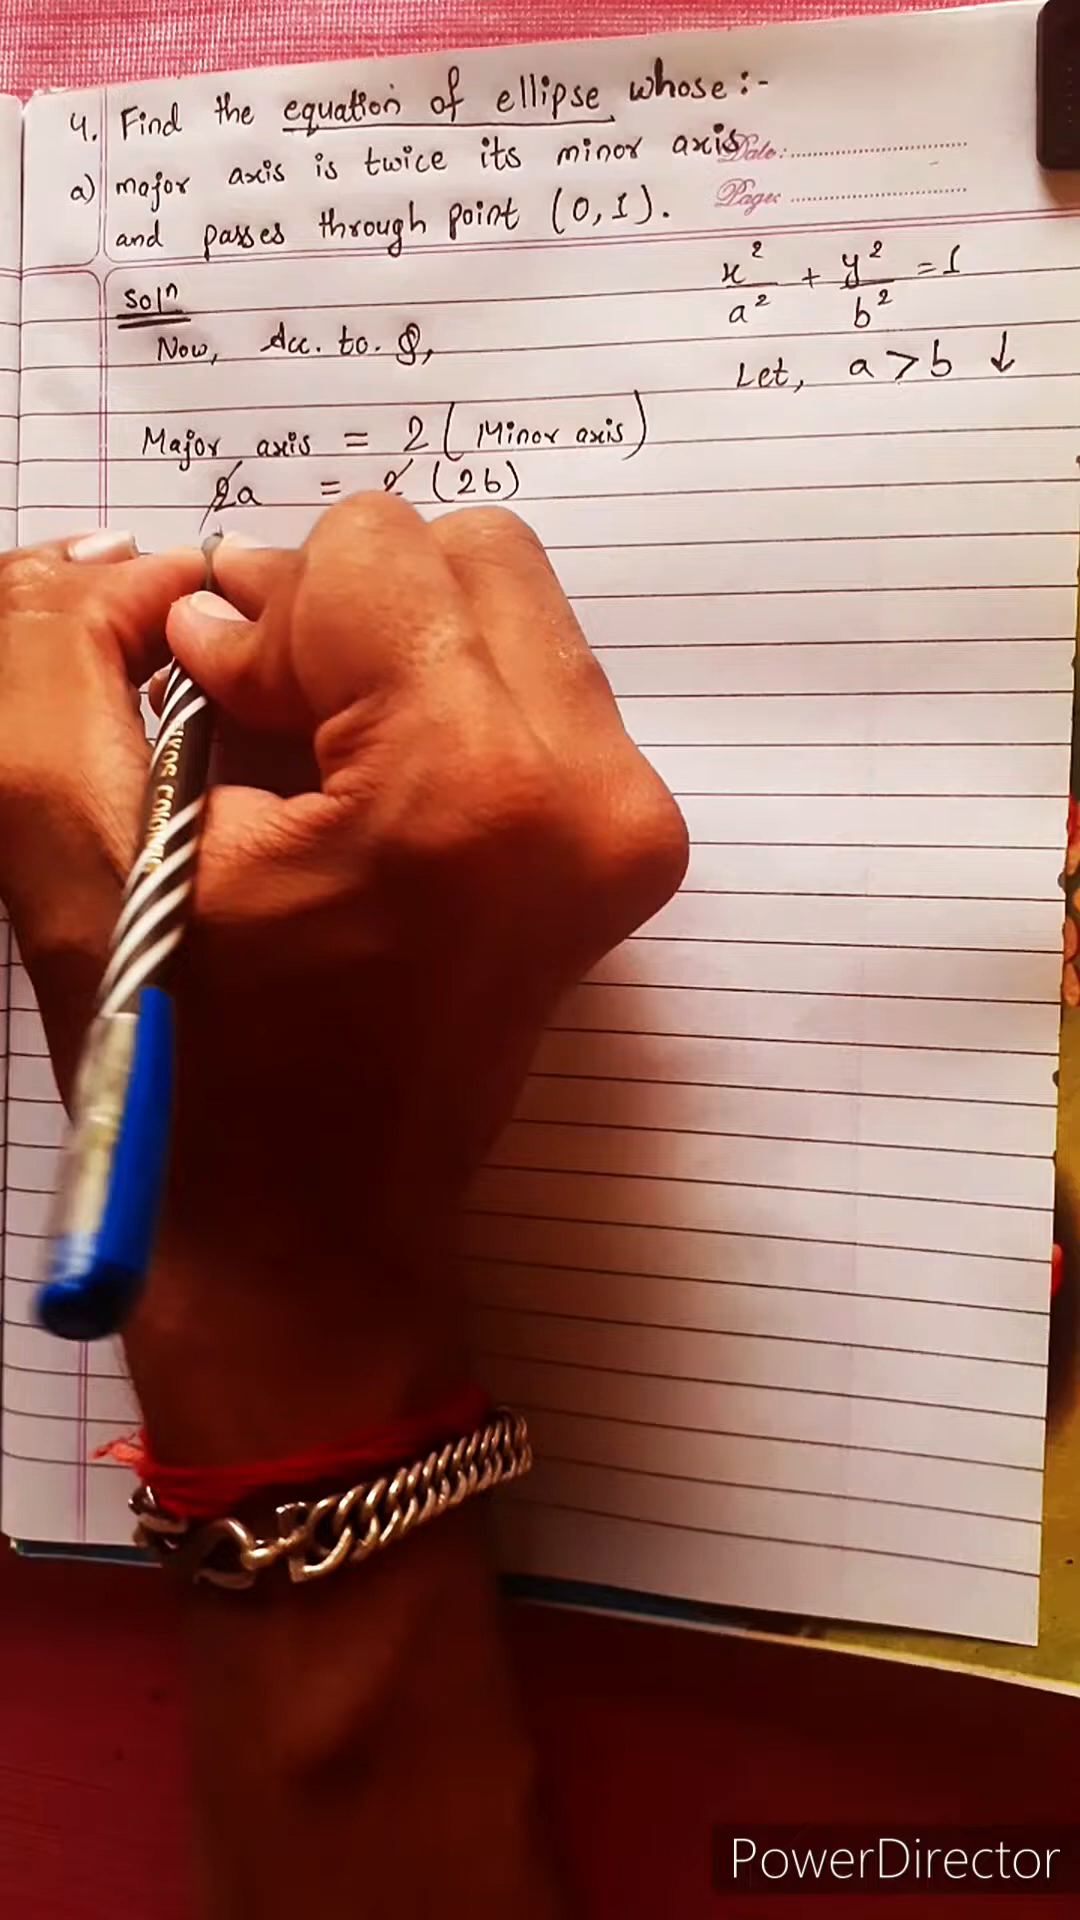 4. Find the equation of ellipse whose:-
a) major axis is twice its minor axis
Date:
and passes through point (0,1).
Page:
Solⁿ
x²/a² + y²/b² = 1
Now, Acc. to. Q,
Let, a > b ↓
Major axis = 2 (Minor axis)
2a = 2 (2b)
PowerDirector